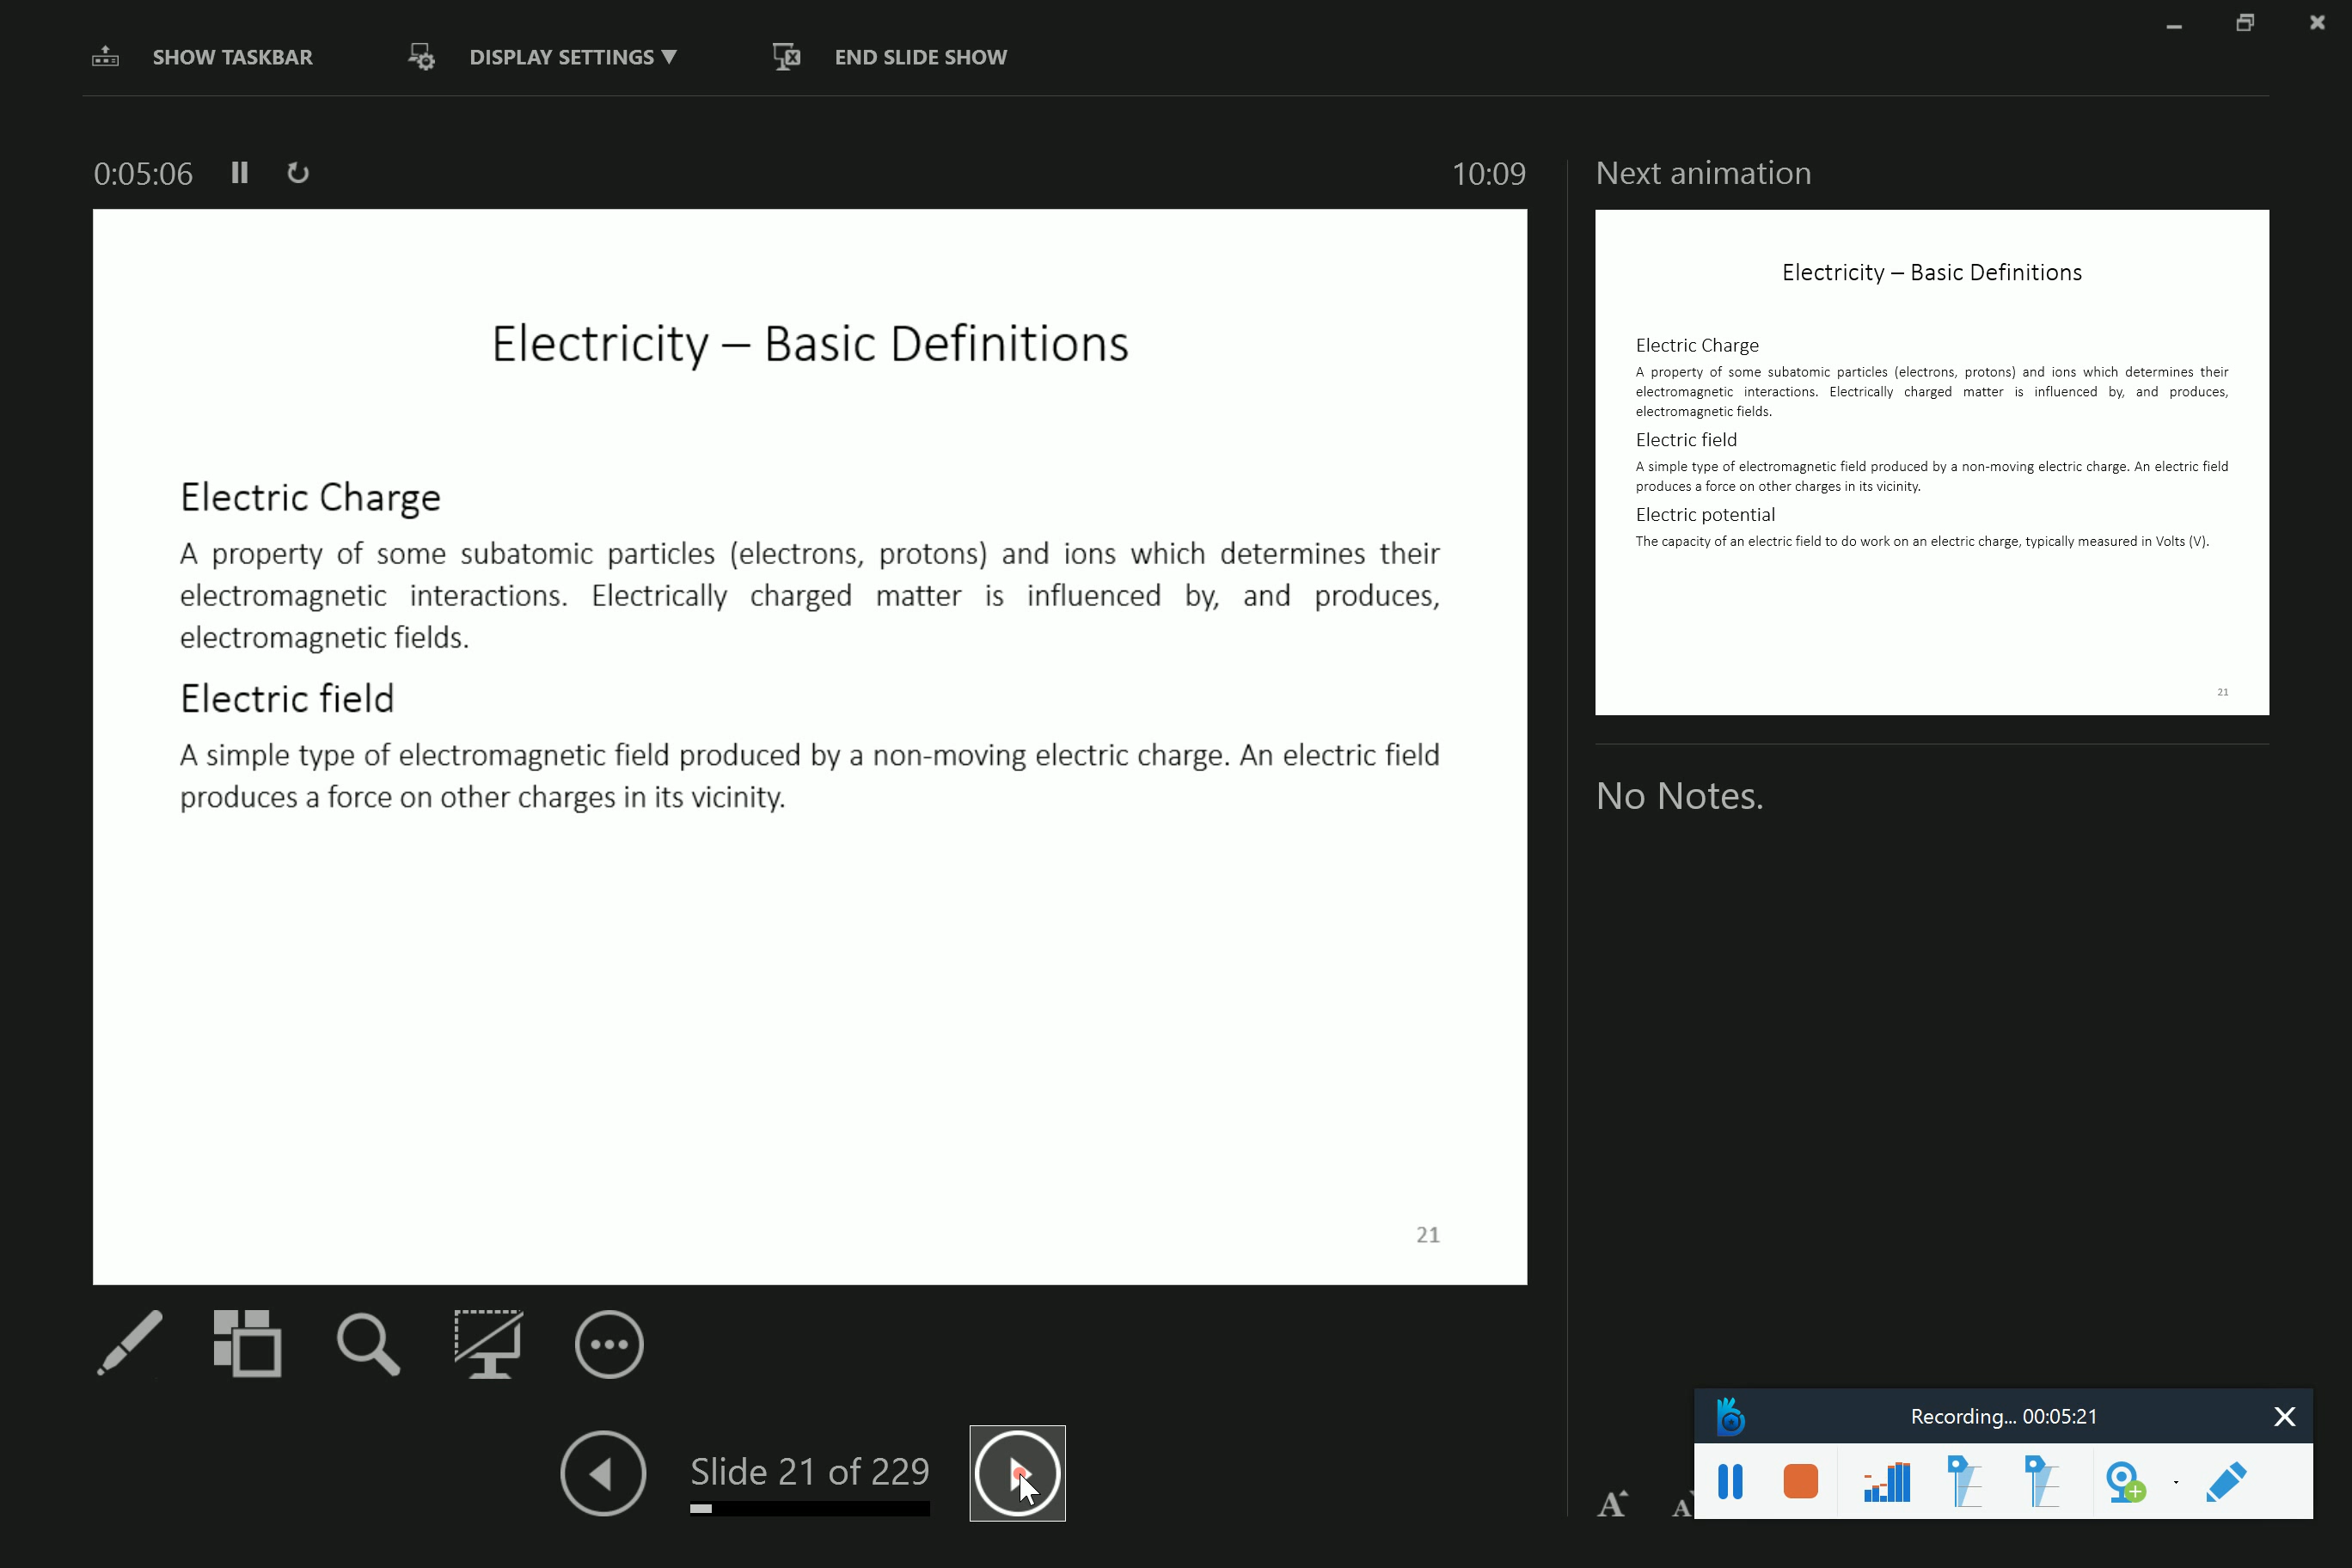 SHOW TASKBAR
DISPLAY SETTINGS ▼
END SLIDE SHOW
0:05:06
10:09
Electricity – Basic Definitions
Electric Charge
A property of some subatomic particles (electrons, protons) and ions which determines their
electromagnetic interactions. Electrically charged matter is influenced by, and produces,
electromagnetic fields.
Electric field
A simple type of electromagnetic field produced by a non-moving electric charge. An electric field
produces a force on other charges in its vicinity.
21
Slide 21 of 229
Next animation
Electricity – Basic Definitions
Electric Charge
A property of some subatomic particles (electrons, protons) and ions which determines their
electromagnetic interactions. Electrically charged matter is influenced by, and produces,
electromagnetic fields.
Electric field
A simple type of electromagnetic field produced by a non-moving electric charge. An electric field
produces a force on other charges in its vicinity.
Electric potential
The capacity of an electric field to do work on an electric charge, typically measured in Volts (V).
21
No Notes.
A A
Recording... 00:05:21